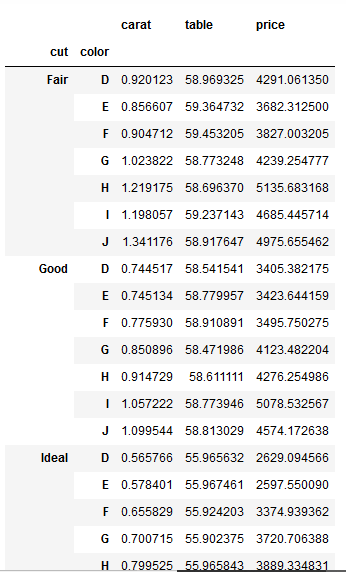 carat table price
cut color
Fair D 0.920123 58.969325 4291.061350
E 0.856607 59.364732 3682.312500
F 0.904712 59.453205 3827.003205
G 1.023822 58.773248 4239.254777
H 1.219175 58.696370 5135.683168
I 1.198057 59.237143 4685.445714
J 1.341176 58.917647 4975.655462
Good D 0.744517 58.541541 3405.382175
E 0.745134 58.779957 3423.644159
F 0.775930 58.910891 3495.750275
G 0.850896 58.471986 4123.482204
H 0.914729 58.611111 4276.254986
I 1.057222 58.773946 5078.532567
J 1.099544 58.813029 4574.172638
Ideal D 0.565766 55.965632 2629.094566
E 0.578401 55.967461 2597.550090
F 0.655829 55.924203 3374.939362
G 0.700715 55.902375 3720.706388
H 0.799525 55.965843 3889.334831